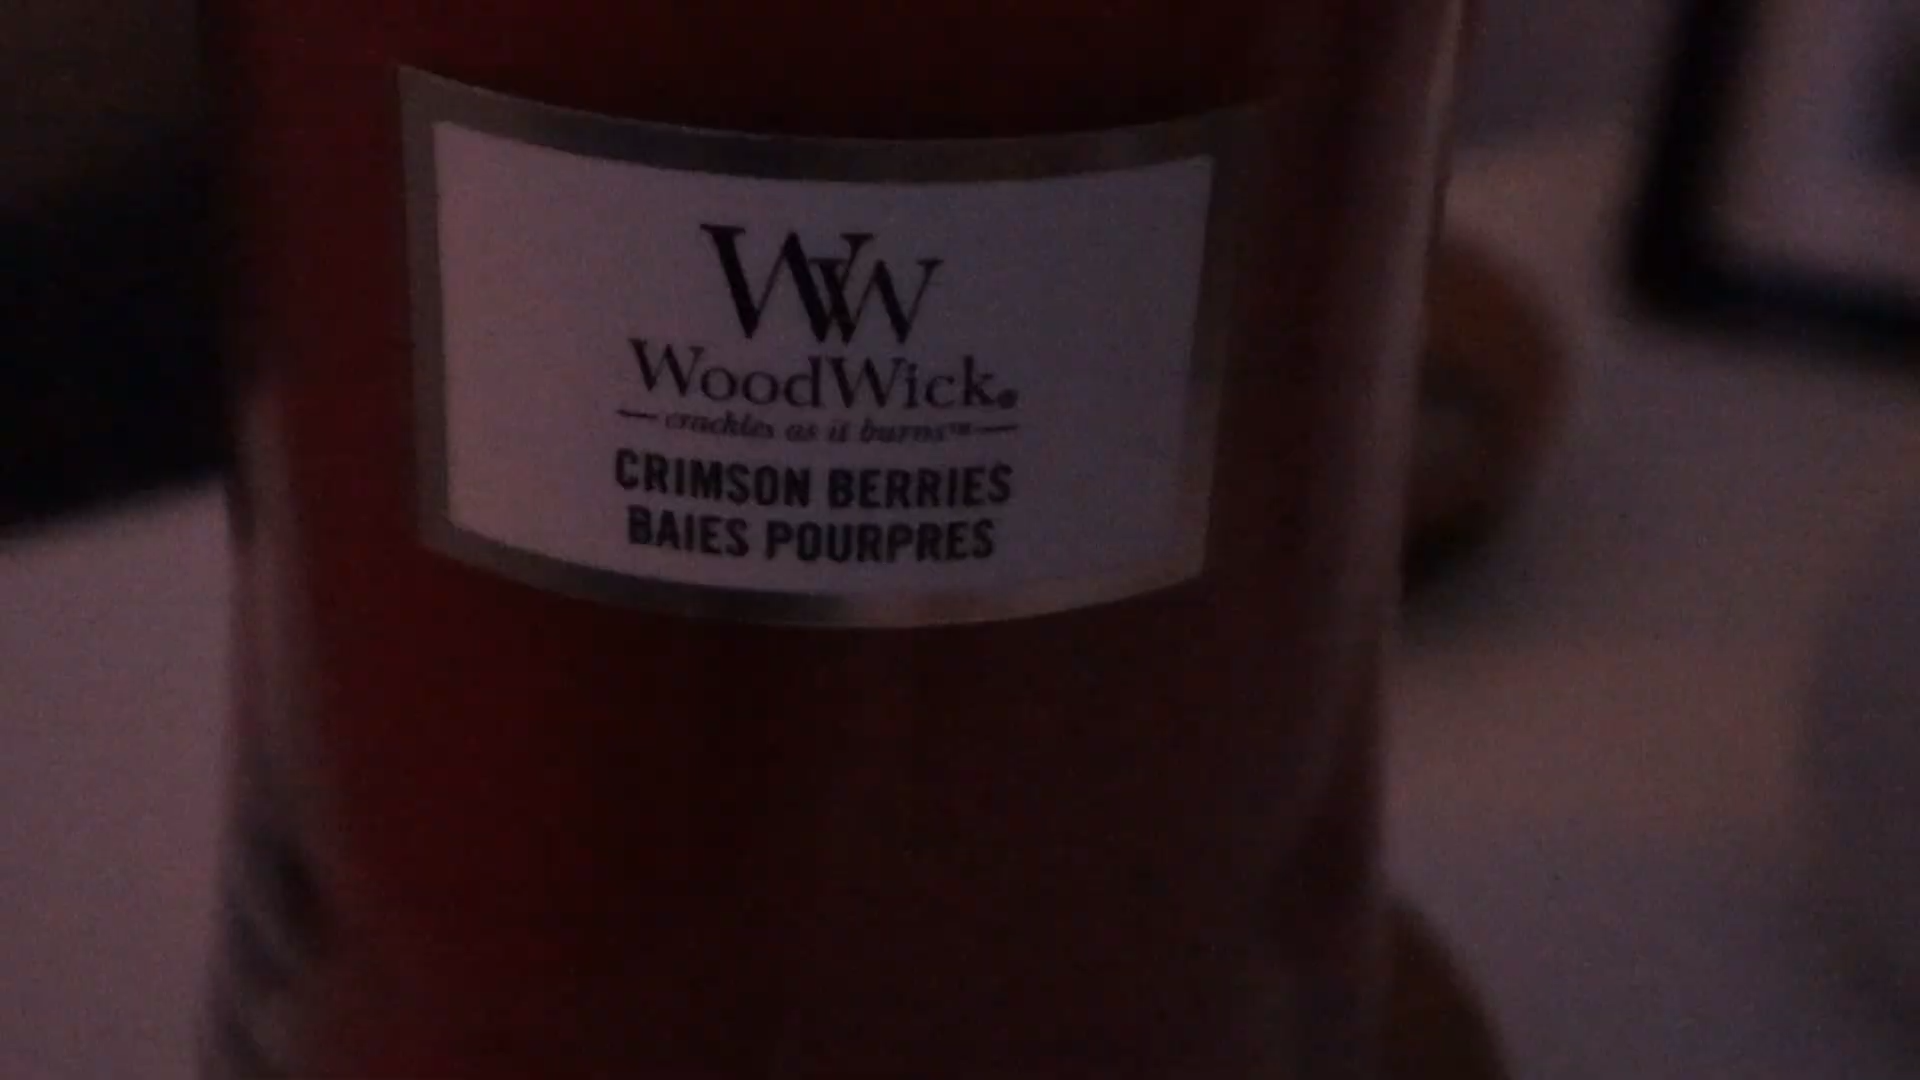 WW
WoodWick®
crackles as it burns™
CRIMSON BERRIES
BAIES POURPRES